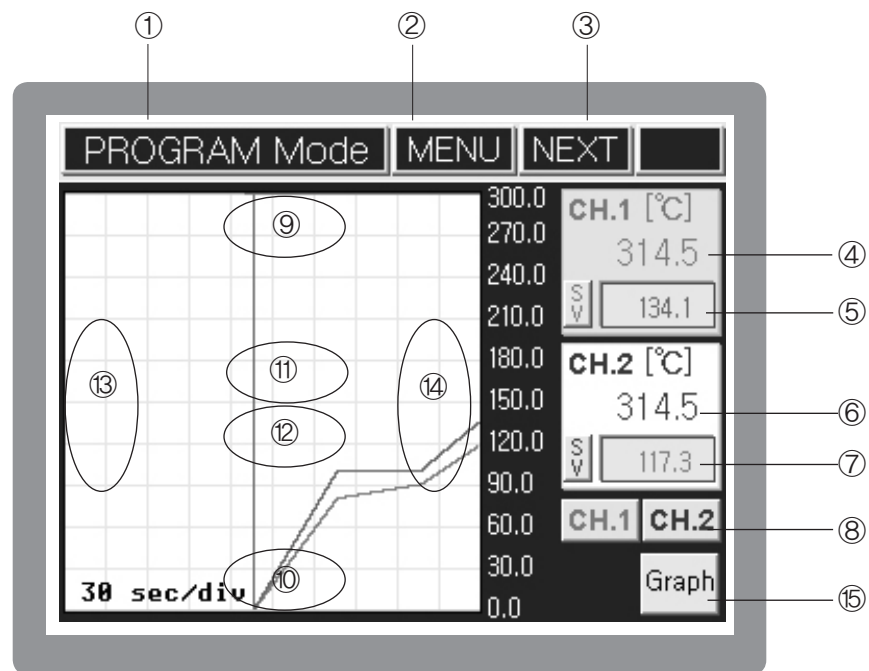 ① ② ③
PROGRAM Mode MENU NEXT
300.0
270.0
240.0
210.0
180.0
150.0
120.0
90.0
60.0
30.0
0.0
⑨
⑪
⑫
⑬
⑭
⑩
30 sec/div
CH.1 [℃]
314.5 ④
SV 134.1 ⑤
CH.2 [℃]
314.5 ⑥
SV 117.3 ⑦
CH.1 CH.2 ⑧
Graph ⑮